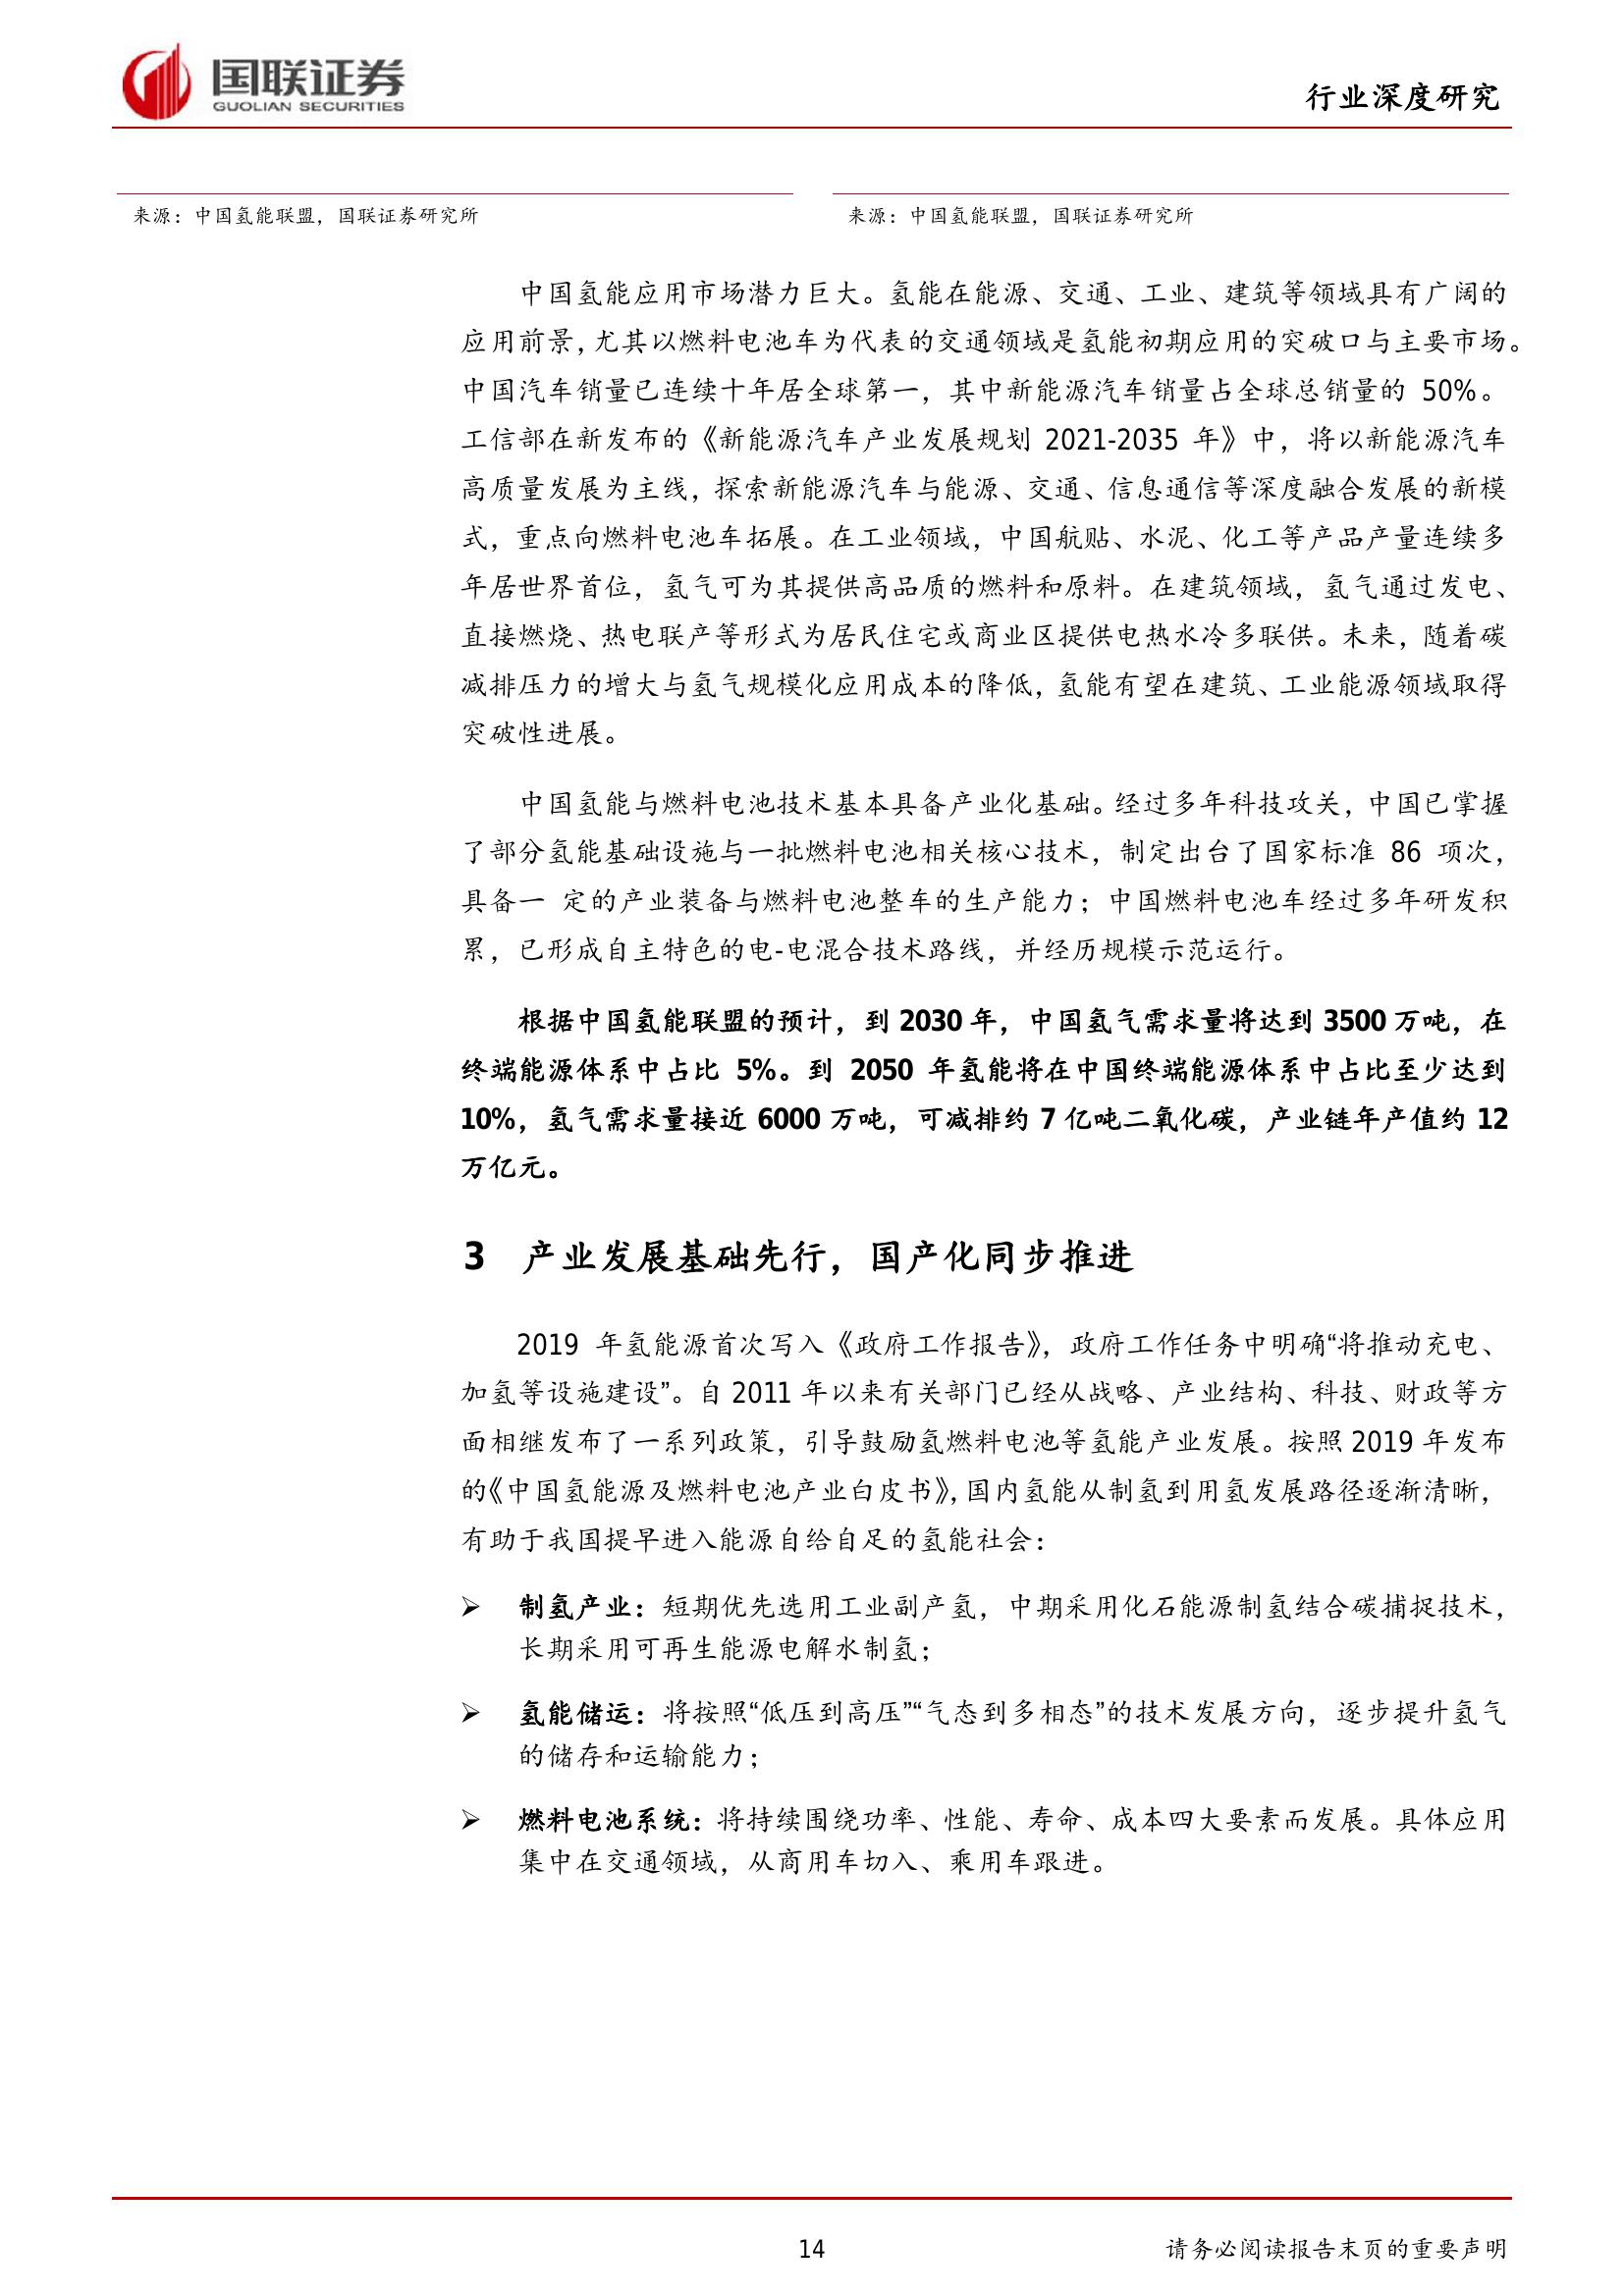 国联证券
GUOLIAN SECURITIES
行业深度研究
来源：中国氢能联盟，国联证券研究所
来源：中国氢能联盟，国联证券研究所
中国氢能应用市场潜力巨大。氢能在能源、交通、工业、建筑等领域具有广阔的
应用前景，尤其以燃料电池车为代表的交通领域是氢能初期应用的突破口与主要市场。
中国汽车销量已连续十年居全球第一，其中新能源汽车销量占全球总销量的 50%。
工信部在新发布的《新能源汽车产业发展规划 2021-2035 年》中，将以新能源汽车
高质量发展为主线，探索新能源汽车与能源、交通、信息通信等深度融合发展的新模
式，重点向燃料电池车拓展。在工业领域，中国航贴、水泥、化工等产品产量连续多
年居世界首位，氢气可为其提供高品质的燃料和原料。在建筑领域，氢气通过发电、
直接燃烧、热电联产等形式为居民住宅或商业区提供电热水冷多联供。未来，随着碳
减排压力的增大与氢气规模化应用成本的降低，氢能有望在建筑、工业能源领域取得
突破性进展。
中国氢能与燃料电池技术基本具备产业化基础。经过多年科技攻关，中国已掌握
了部分氢能基础设施与一批燃料电池相关核心技术，制定出台了国家标准 86 项次，
具备一 定的产业装备与燃料电池整车的生产能力；中国燃料电池车经过多年研发积
累，已形成自主特色的电-电混合技术路线，并经历规模示范运行。
根据中国氢能联盟的预计，到 2030 年，中国氢气需求量将达到 3500 万吨，在
终端能源体系中占比 5%。到 2050 年氢能将在中国终端能源体系中占比至少达到
10%，氢气需求量接近 6000 万吨，可减排约 7 亿吨二氧化碳，产业链年产值约 12
万亿元。
3 产业发展基础先行，国产化同步推进
2019 年氢能源首次写入《政府工作报告》，政府工作任务中明确“将推动充电、
加氢等设施建设”。自 2011 年以来有关部门已经从战略、产业结构、科技、财政等方
面相继发布了一系列政策，引导鼓励氢燃料电池等氢能产业发展。按照 2019 年发布
的《中国氢能源及燃料电池产业白皮书》，国内氢能从制氢到用氢发展路径逐渐清晰，
有助于我国提早进入能源自给自足的氢能社会：
➢ 制氢产业：短期优先选用工业副产氢，中期采用化石能源制氢结合碳捕捉技术，
长期采用可再生能源电解水制氢；
➢ 氢能储运：将按照“低压到高压”“气态到多相态”的技术发展方向，逐步提升氢气
的储存和运输能力；
➢ 燃料电池系统：将持续围绕功率、性能、寿命、成本四大要素而发展。具体应用
集中在交通领域，从商用车切入、乘用车跟进。
14
请务必阅读报告末页的重要声明